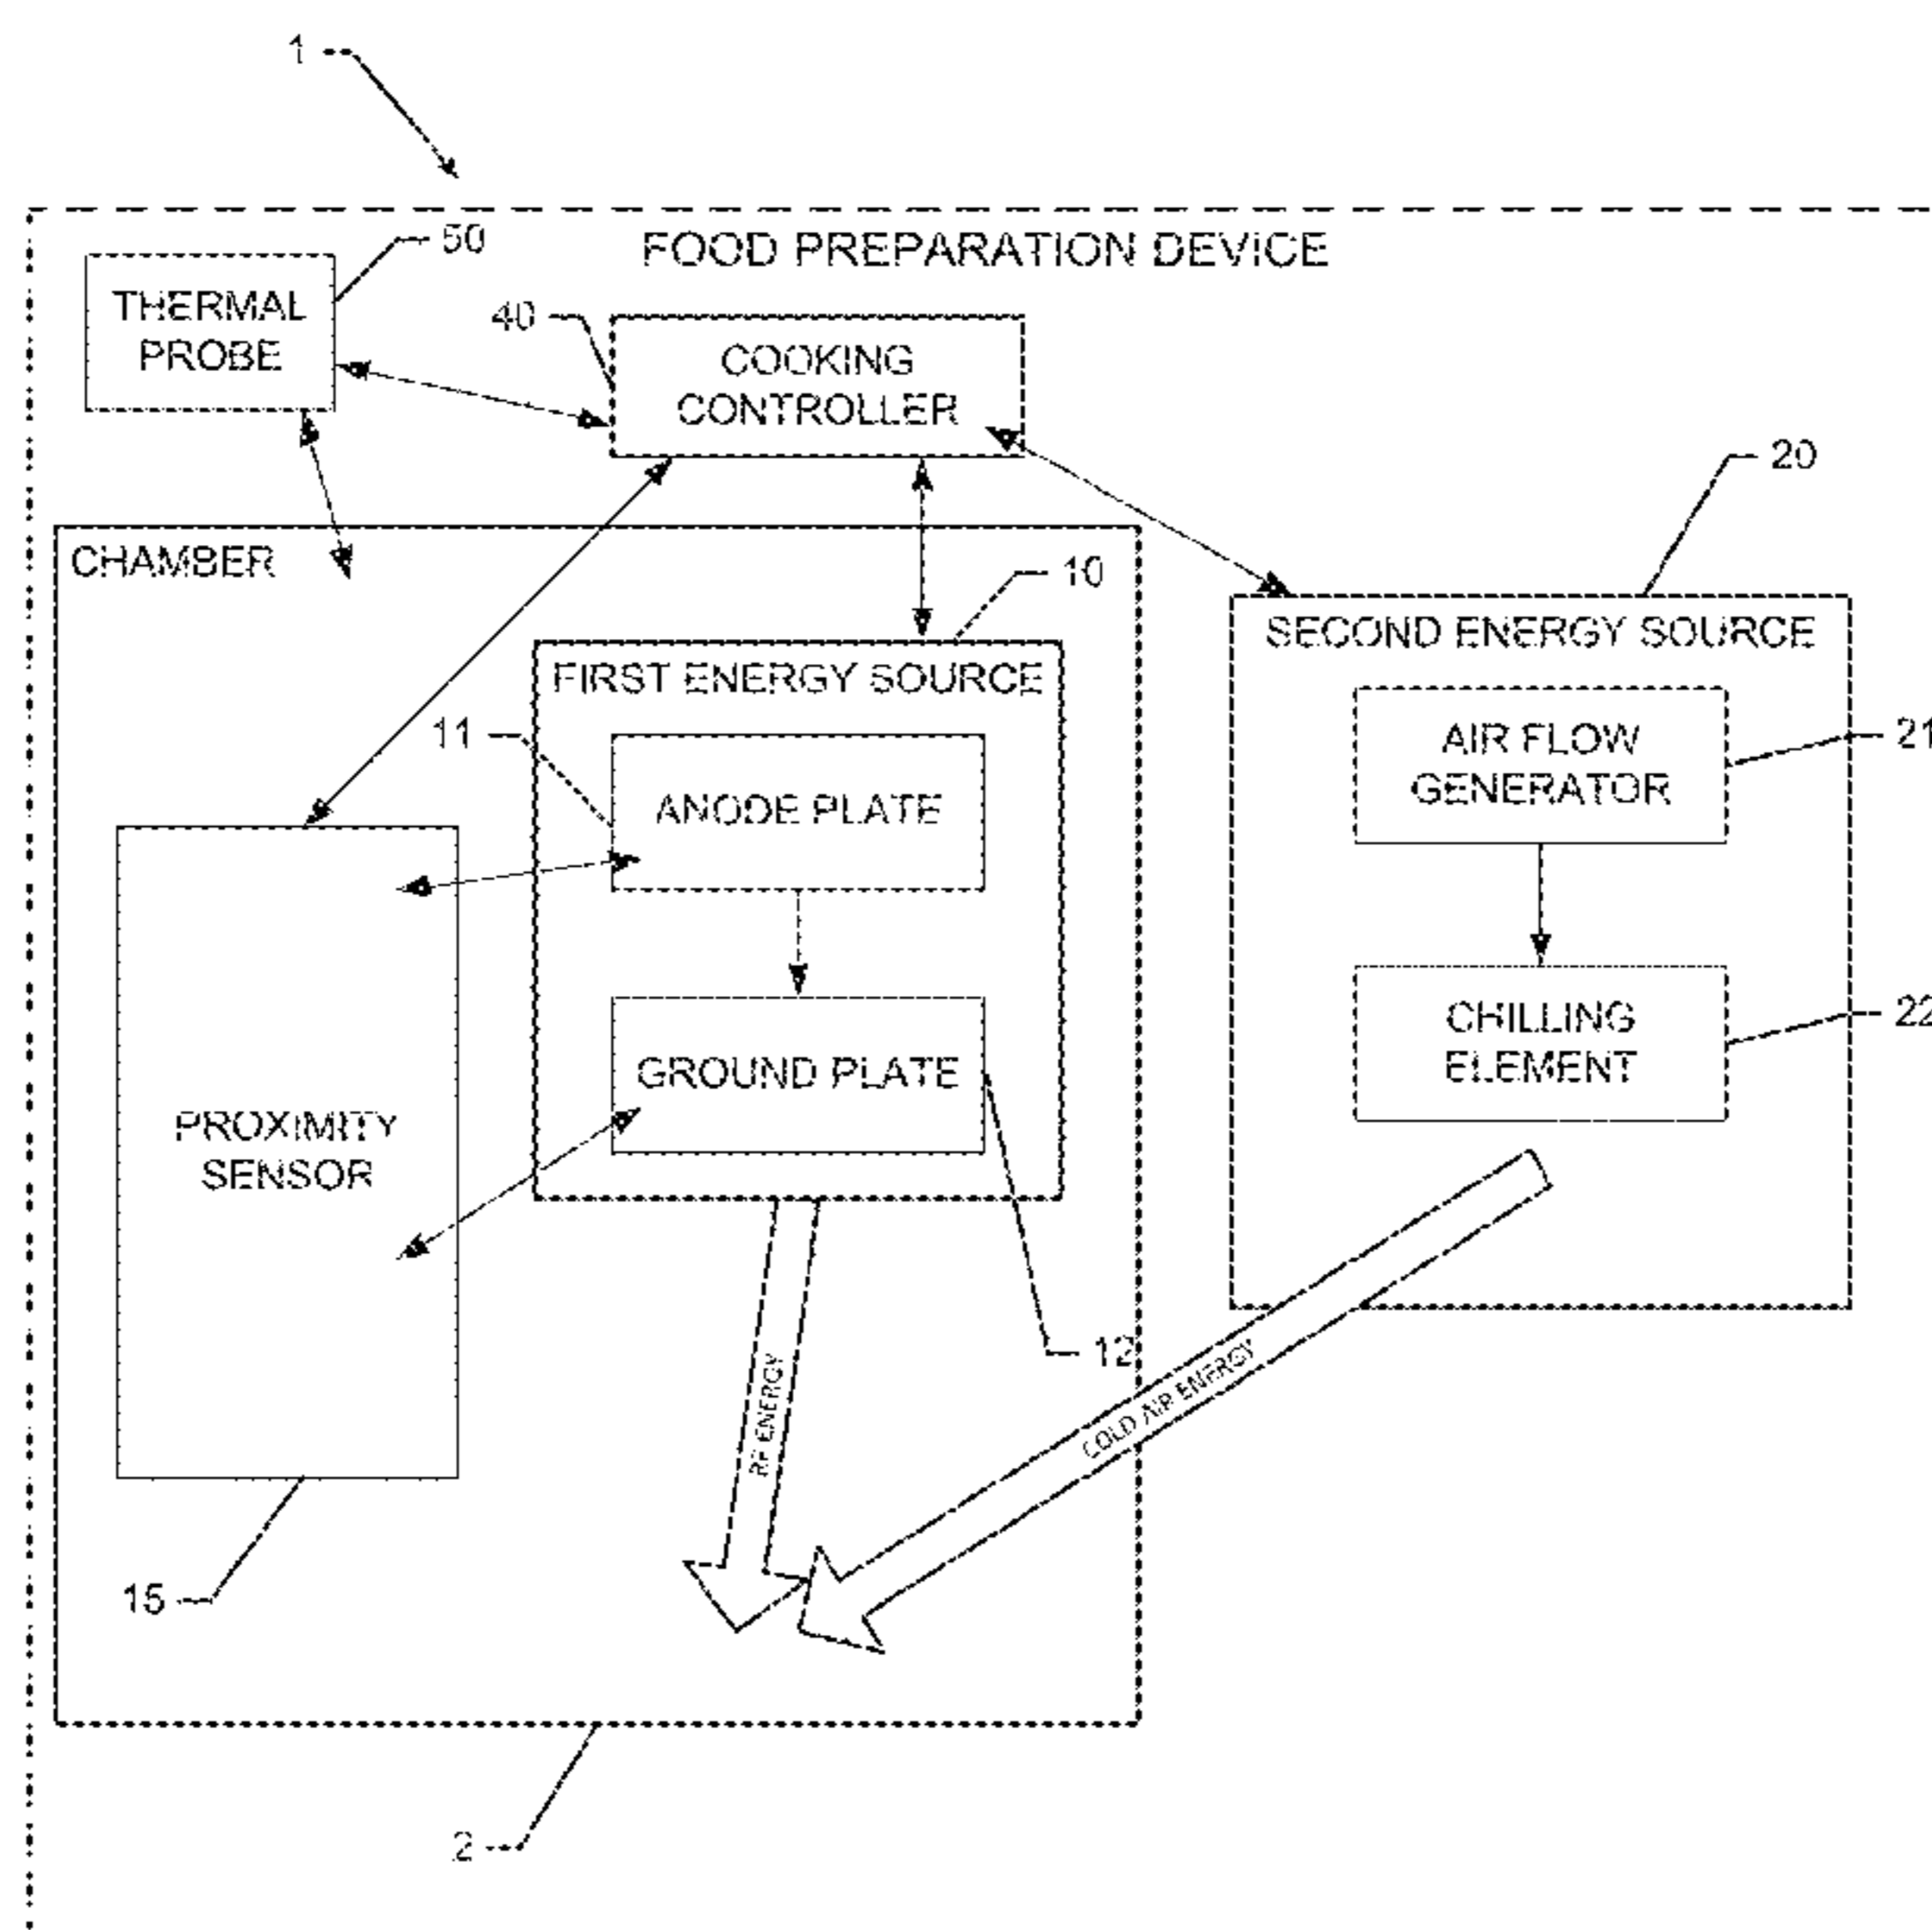 1
FOOD PREPARATION DEVICE
50
THERMAL
PROBE
40
COOKING
CONTROLLER
20
CHAMBER
10
SECOND ENERGY SOURCE
FIRST ENERGY SOURCE
11
AIR FLOW
GENERATOR
21
ANODE PLATE
CHILLING
ELEMENT
22
GROUND PLATE
PROXIMITY
SENSOR
12
RF ENERGY
COLD AIR ENERGY
15
2